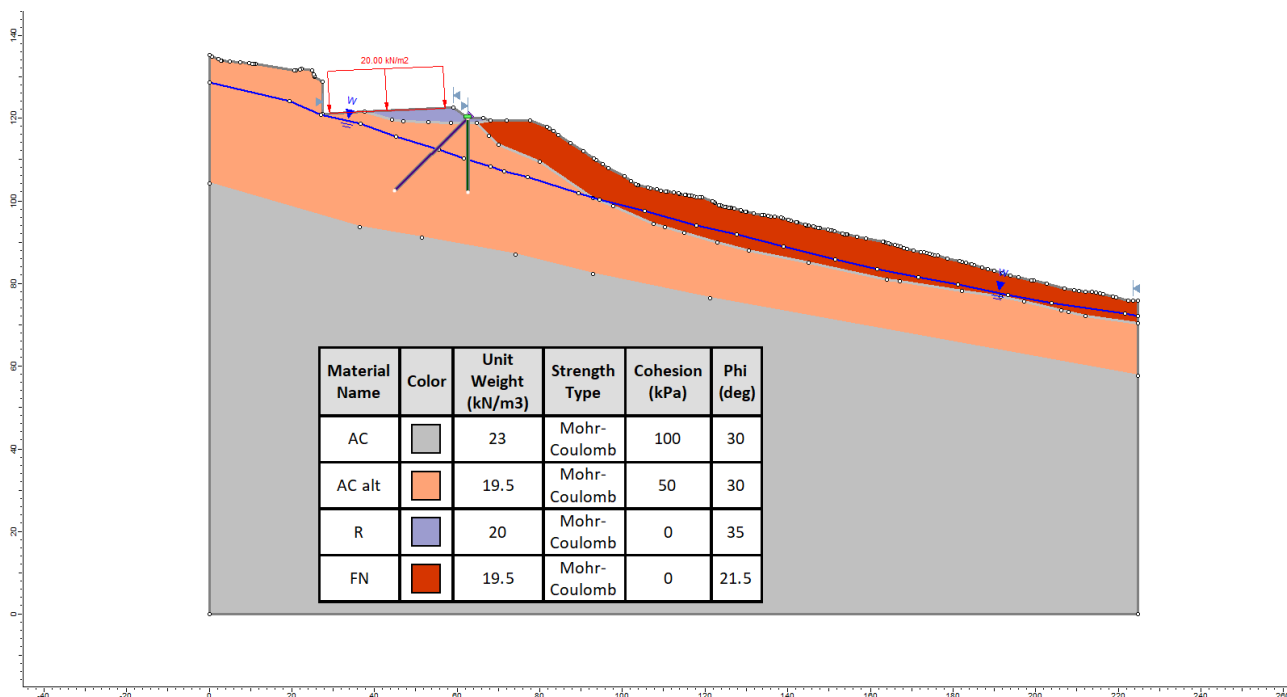 140
120
100
80
60
40
20
0
20.00 kN/m2
W
W
Material Name Color Unit Weight (kN/m3) Strength Type Cohesion (kPa) Phi (deg)
AC 23 Mohr-Coulomb 100 30
AC alt 19.5 Mohr-Coulomb 50 30
R 20 Mohr-Coulomb 0 35
FN 19.5 Mohr-Coulomb 0 21.5
-40 -20 0 20 40 60 80 100 120 140 160 180 200 220 240 260